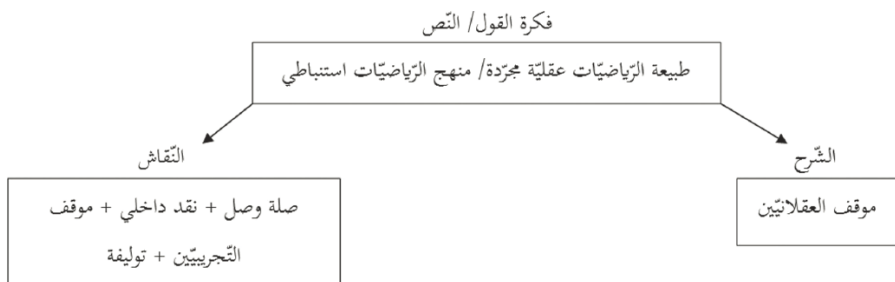 فكرة القول/ النّص
طبيعة الرّياضيّات عقليّة مجرّدة/ منهج الرّياضيّات استنباطي
الشّرح
النّقاش
موقف العقلانيّين
صلة وصل + نقد داخلي + موقف
التّجريبيّين + توليفة